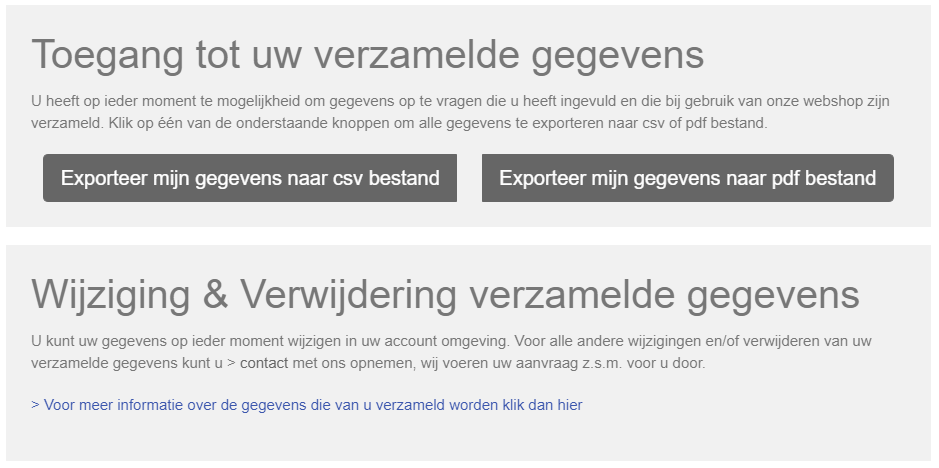 Toegang tot uw verzamelde gegevens
U heeft op ieder moment te mogelijkheid om gegevens op te vragen die u heeft ingevuld en die bij gebruik van onze webshop zijn
verzameld. Klik op één van de onderstaande knoppen om alle gegevens te exporteren naar csv of pdf bestand.
Exporteer mijn gegevens naar csv bestand
Exporteer mijn gegevens naar pdf bestand
Wijziging & Verwijdering verzamelde gegevens
U kunt uw gegevens op ieder moment wijzigen in uw account omgeving. Voor alle andere wijzigingen en/of verwijderen van uw
verzamelde gegevens kunt u > contact met ons opnemen, wij voeren uw aanvraag z.s.m. voor u door.
> Voor meer informatie over de gegevens die van u verzameld worden klik dan hier